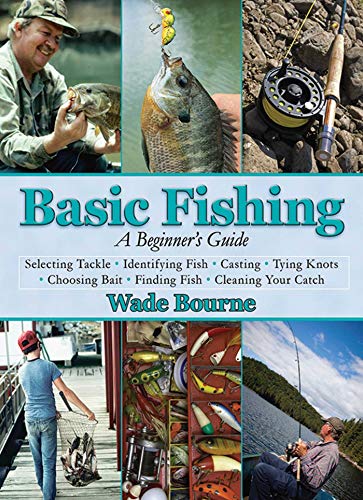 Basic Fishing
A Beginner's Guide
Selecting Tackle • Identifying Fish • Casting • Tying Knots
• Choosing Bait • Finding Fish • Cleaning Your Catch
Wade Bourne